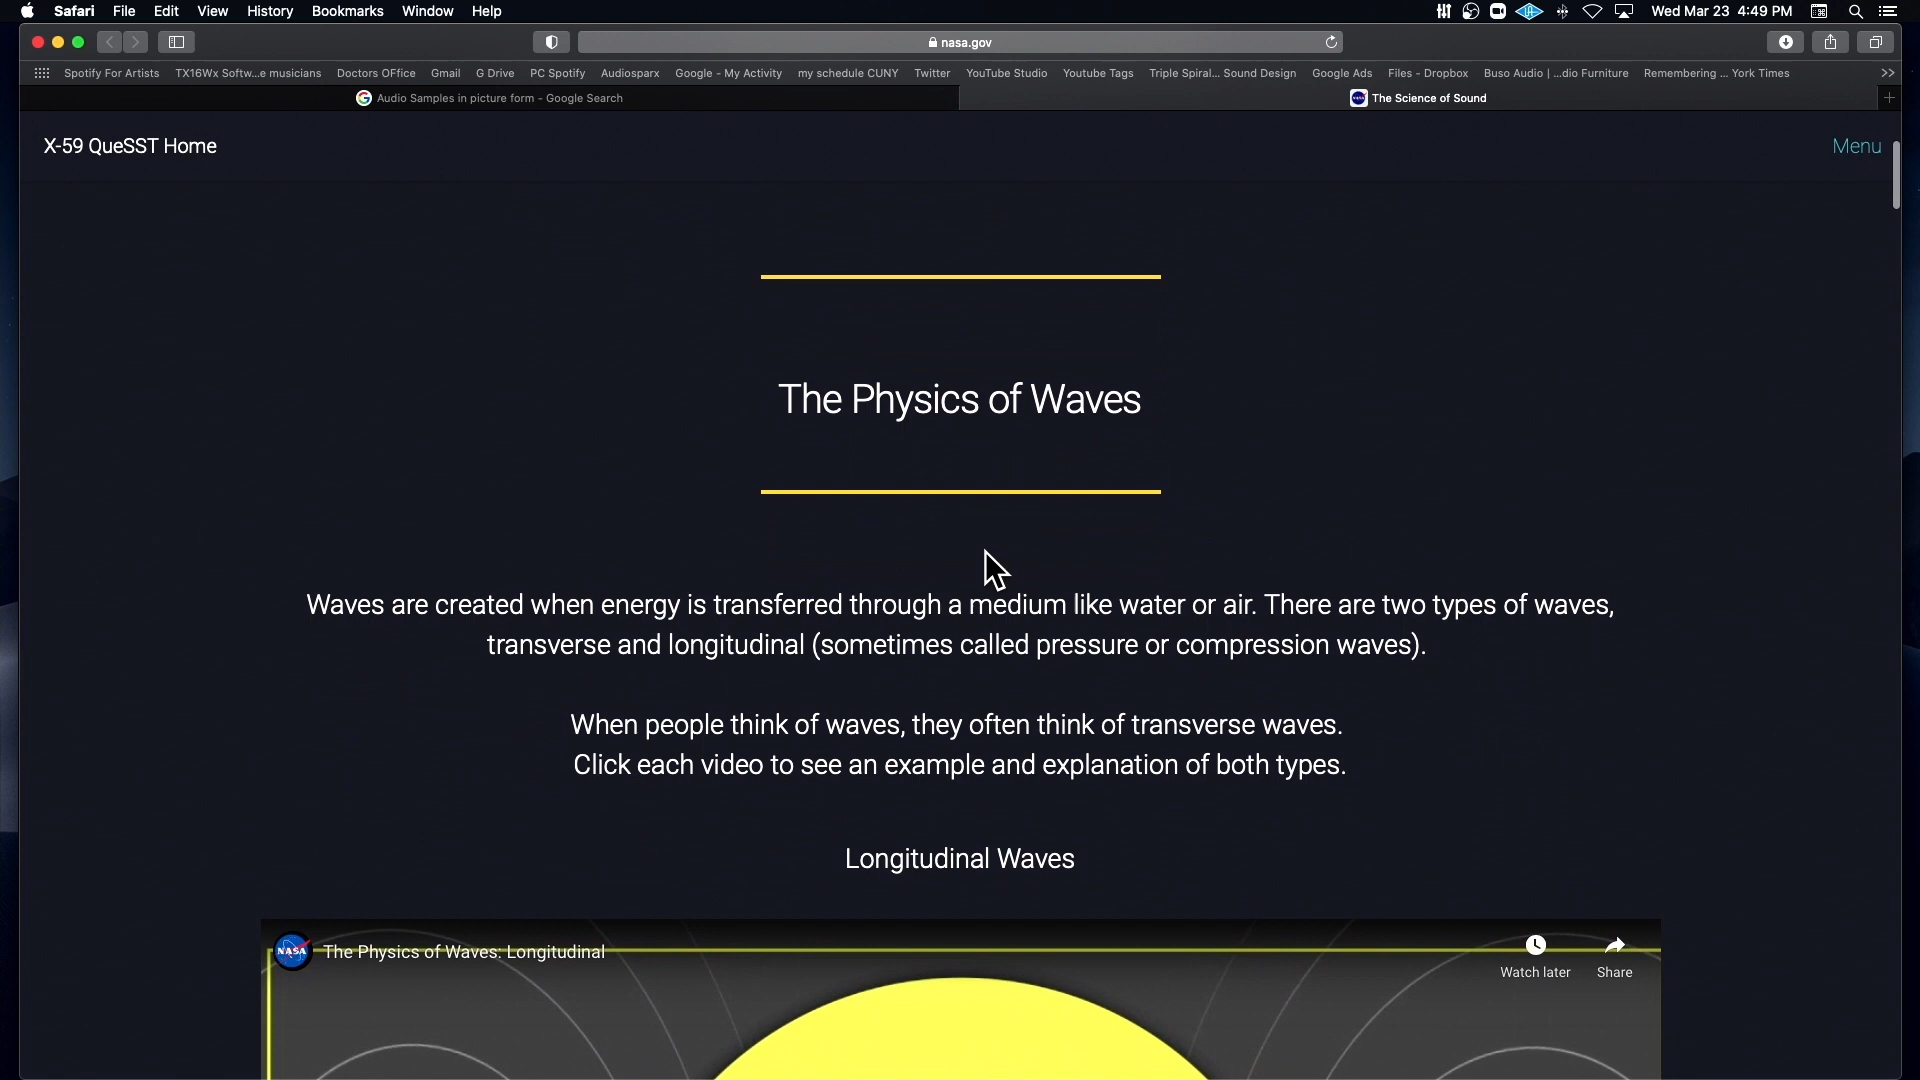 Safari File Edit View History Bookmarks Window Help Wed Mar 23 4:49 PM
nasa.gov
Spotify For Artists TX16Wx Softw...e musicians Doctors OFfice Gmail G Drive PC Spotify Audiosparx Google - My Activity my schedule CUNY Twitter YouTube Studio Youtube Tags Triple Spiral... Sound Design Google Ads Files - Dropbox Buso Audio | ...dio Furniture Remembering ... York Times
Audio Samples in picture form - Google Search The Science of Sound
X-59 QueSST Home Menu
The Physics of Waves
Waves are created when energy is transferred through a medium like water or air. There are two types of waves,
transverse and longitudinal (sometimes called pressure or compression waves).
When people think of waves, they often think of transverse waves.
Click each video to see an example and explanation of both types.
Longitudinal Waves
NASA The Physics of Waves: Longitudinal
Watch later Share